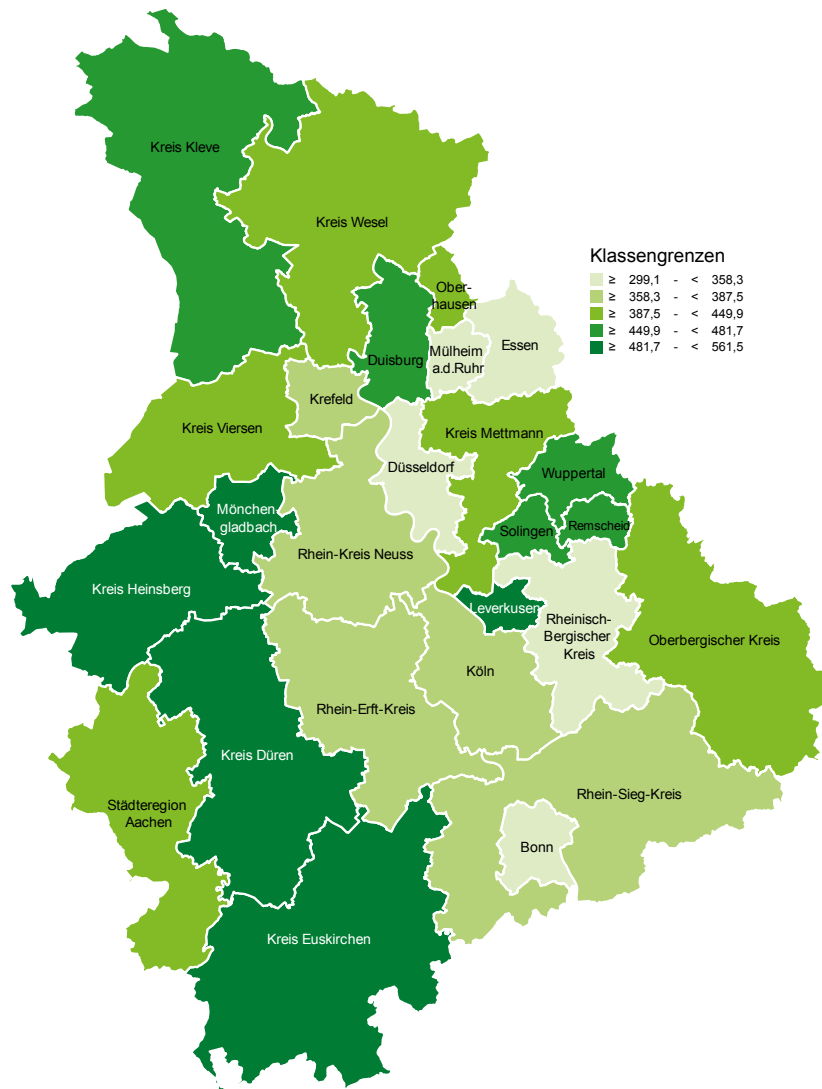 Kreis Kleve
Kreis Wesel
Klassengrenzen
≥ 299,1 - < 358,3
≥ 358,3 - < 387,5
≥ 387,5 - < 449,9
≥ 449,9 - < 481,7
≥ 481,7 - < 561,5
Ober-
hausen
Essen
Mülheim
a.d.Ruhr
Duisburg
Krefeld
Kreis Viersen
Kreis Mettmann
Düsseldorf
Wuppertal
Mönchen-
gladbach
Solingen
Remscheid
Rhein-Kreis Neuss
Kreis Heinsberg
Leverkusen
Rheinisch-
Bergischer
Kreis
Oberbergischer Kreis
Köln
Rhein-Erft-Kreis
Kreis Düren
Rhein-Sieg-Kreis
Städteregion
Aachen
Bonn
Kreis Euskirchen